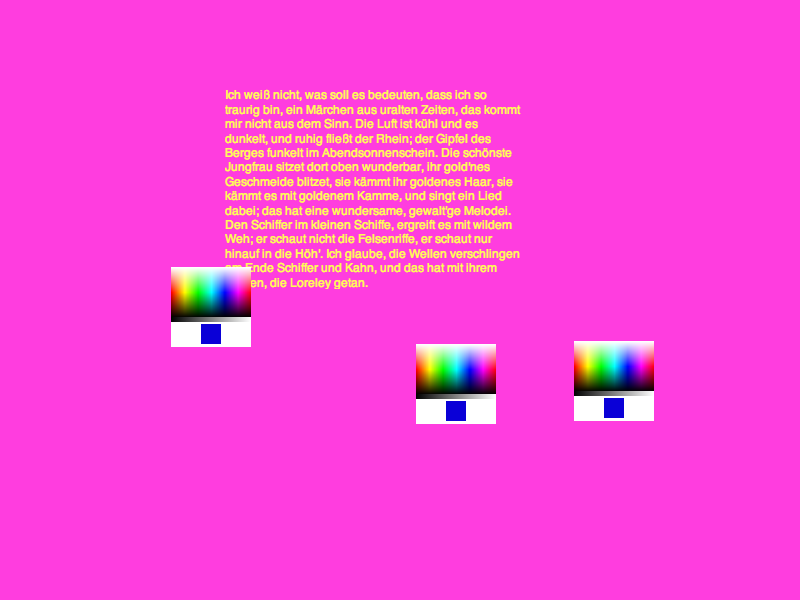 Ich weiß nicht, was soll es bedeuten, dass ich so
traurig bin, ein Märchen aus uralten Zeiten, das kommt
mir nicht aus dem Sinn. Die Luft ist kühl und es
dunkelt, und ruhig fließt der Rhein; der Gipfel des
Berges funkelt im Abendsonnenschein. Die schönste
Jungfrau sitzet dort oben wunderbar, ihr gold'nes
Geschmeide blitzet, sie kämmt ihr goldenes Haar, sie
kämmt es mit goldenem Kamme, und singt ein Lied
dabei; das hat eine wundersame, gewalt'ge Melodei.
Den Schiffer im kleinen Schiffe, ergreift es mit wildem
Weh; er schaut nicht die Felsenriffe, er schaut nur
hinauf in die Höh'. Ich glaube, die Wellen verschlingen
Ende Schiffer und Kahn, und das hat mit ihrem
die Loreley getan.